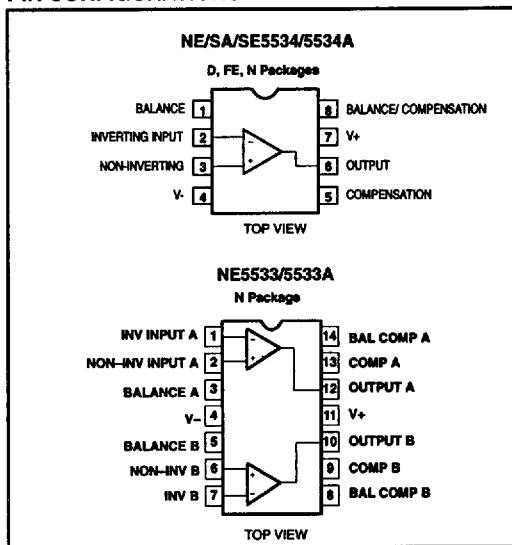 NE/SA/SE5534/5534A
D, FE, N Packages
BALANCE 1 8 BALANCE/ COMPENSATION
INVERTING INPUT 2 - 7 V+
NON-INVERTING 3 + 6 OUTPUT
V- 4 5 COMPENSATION
TOP VIEW
NE5533/5533A
N Package
INV INPUT A 1 - 14 BAL COMP A
NON–INV INPUT A 2 + 13 COMP A
BALANCE A 3 12 OUTPUT A
V– 4 11 V+
BALANCE B 5 10 OUTPUT B
NON–INV B 6 + 9 COMP B
INV B 7 - 8 BAL COMP B
TOP VIEW